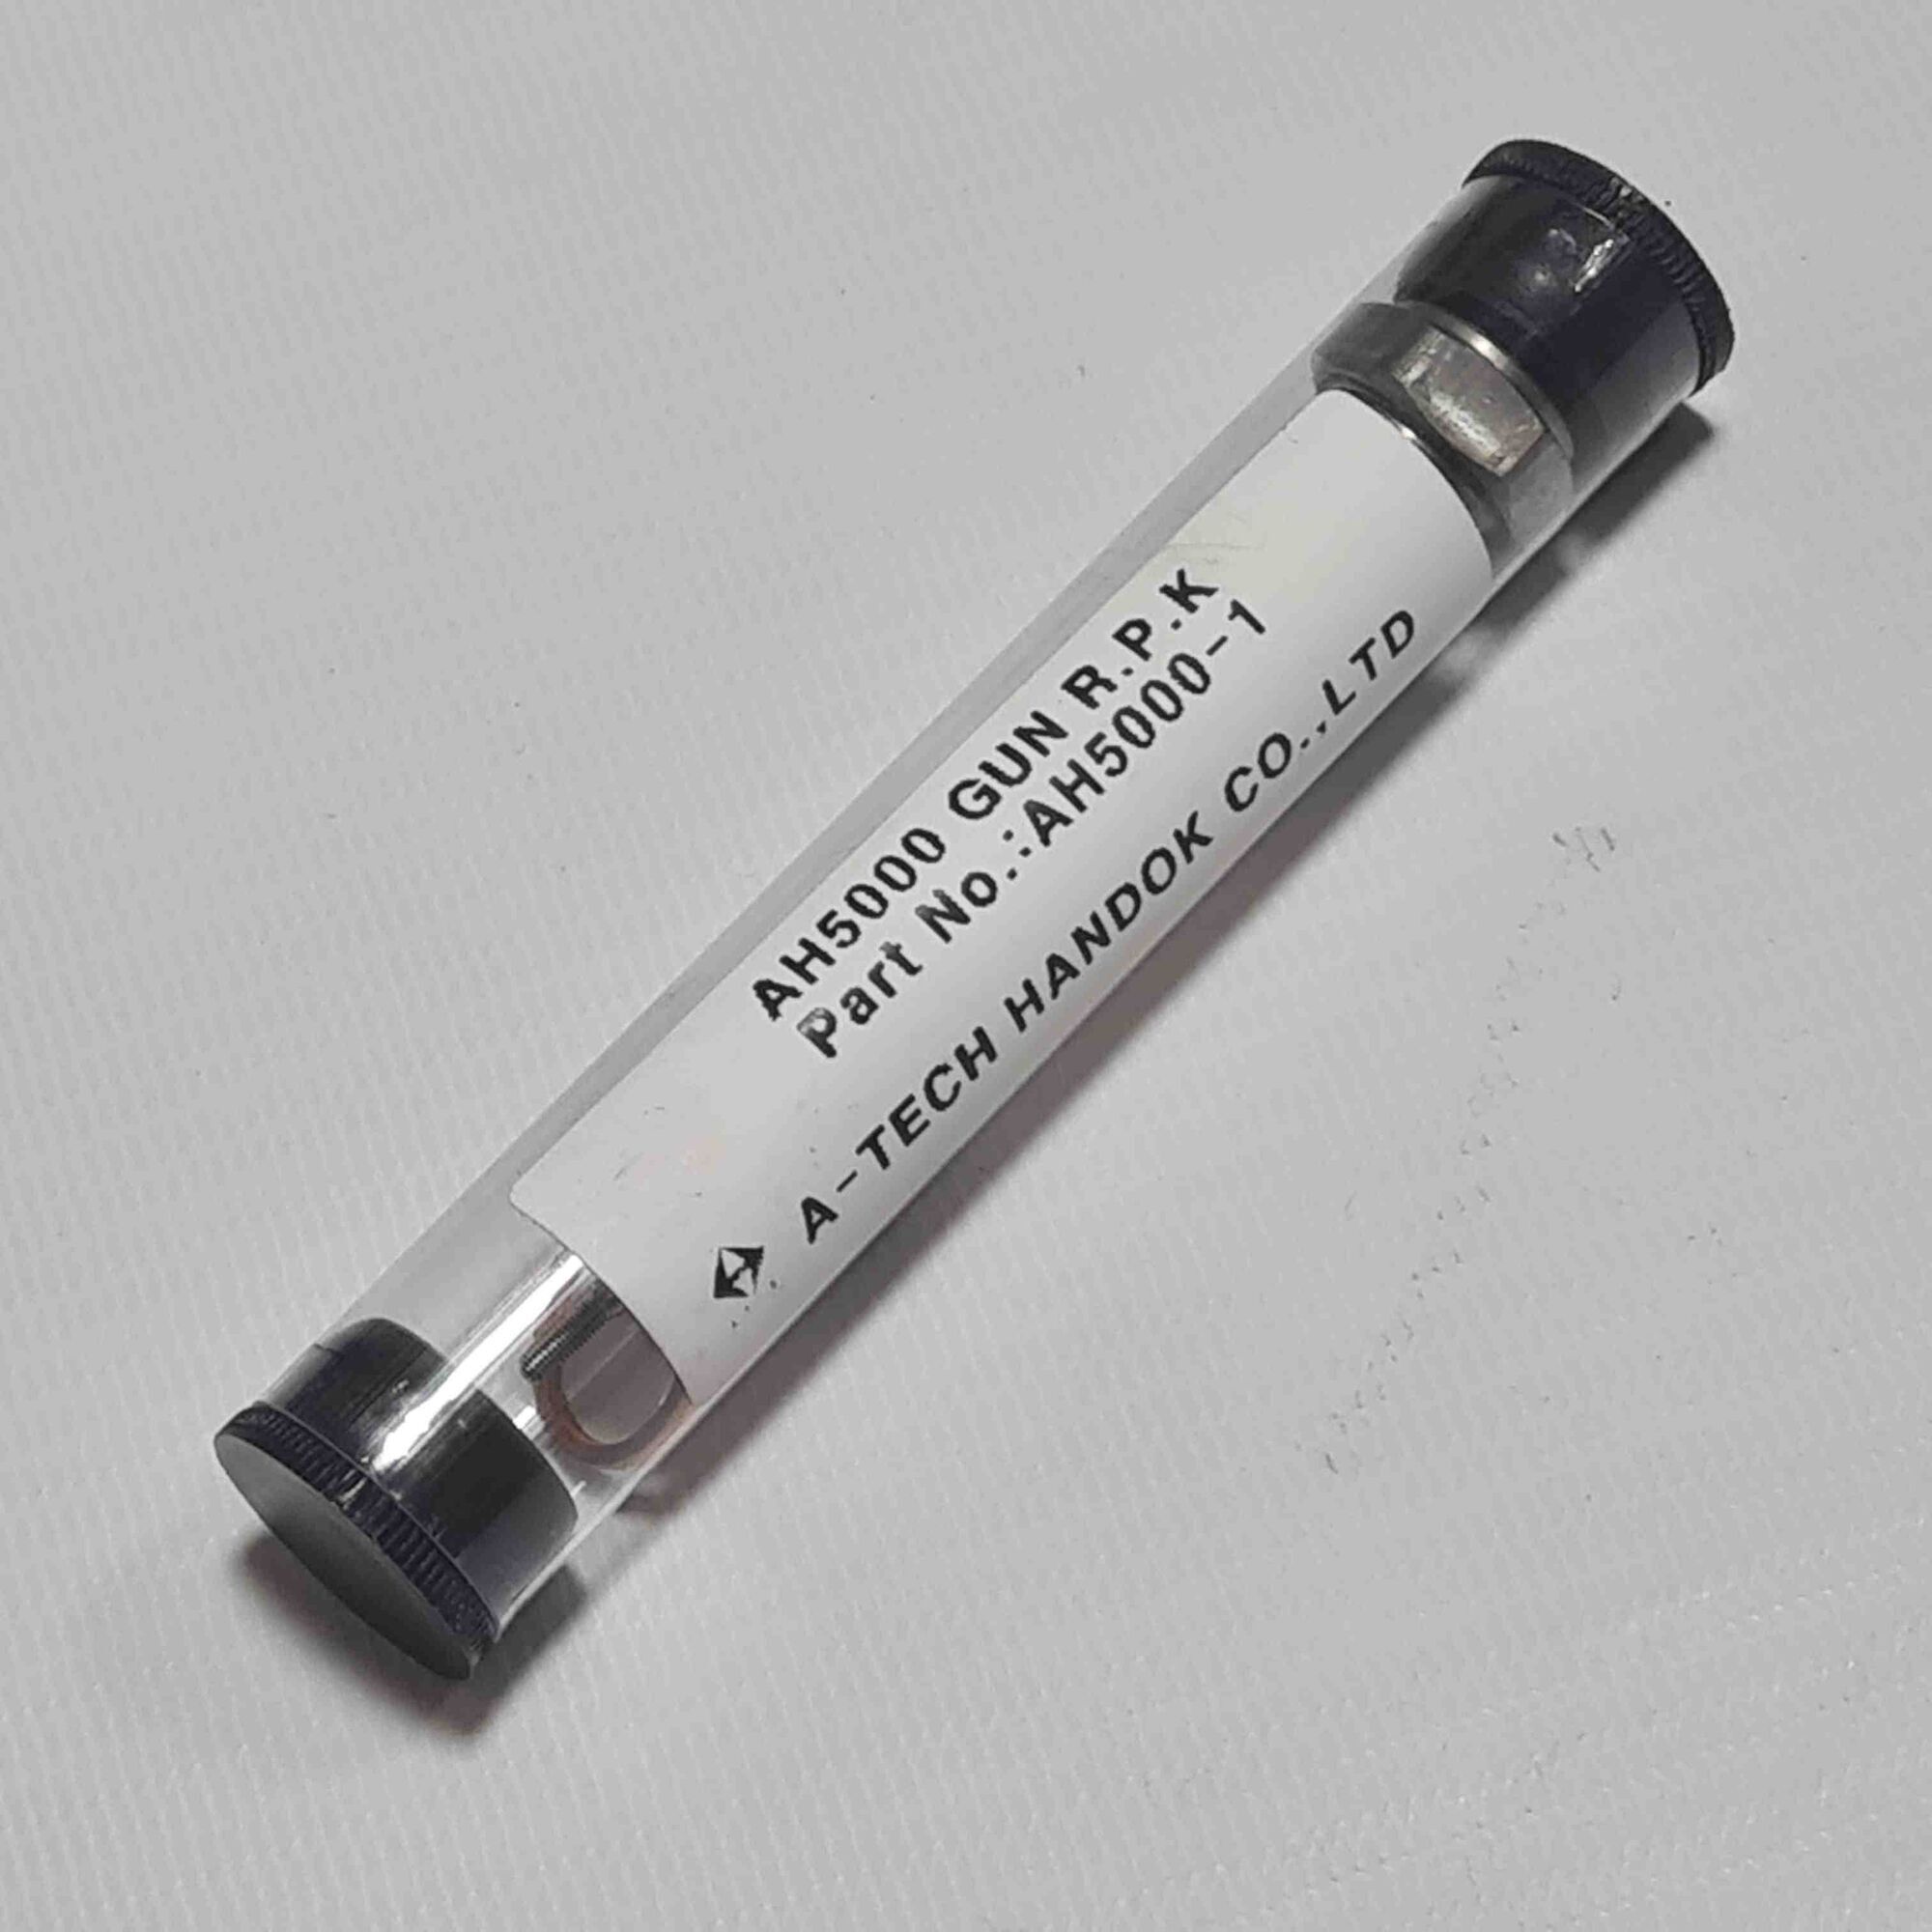 AH5000 GUN R.P.K
Part No.:AH5000-1
A-TECH HANDOK CO.,LTD